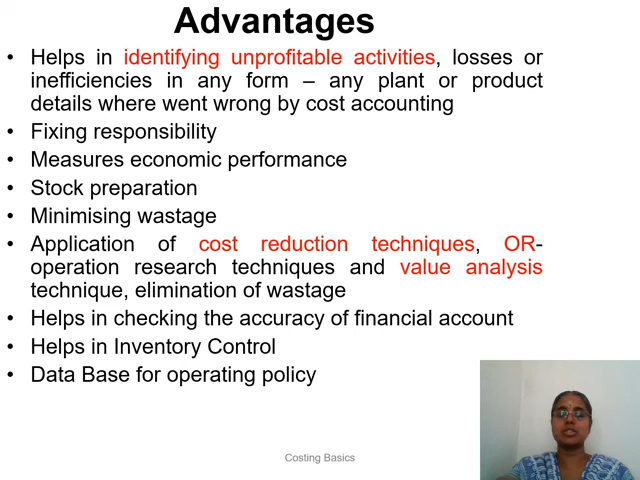 Advantages
• Helps in identifying unprofitable activities, losses or
inefficiencies in any form – any plant or product
details where went wrong by cost accounting
• Fixing responsibility
• Measures economic performance
• Stock preparation
• Minimising wastage
• Application of cost reduction techniques, OR-
operation research techniques and value analysis
technique, elimination of wastage
• Helps in checking the accuracy of financial account
• Helps in Inventory Control
• Data Base for operating policy
Costing Basics